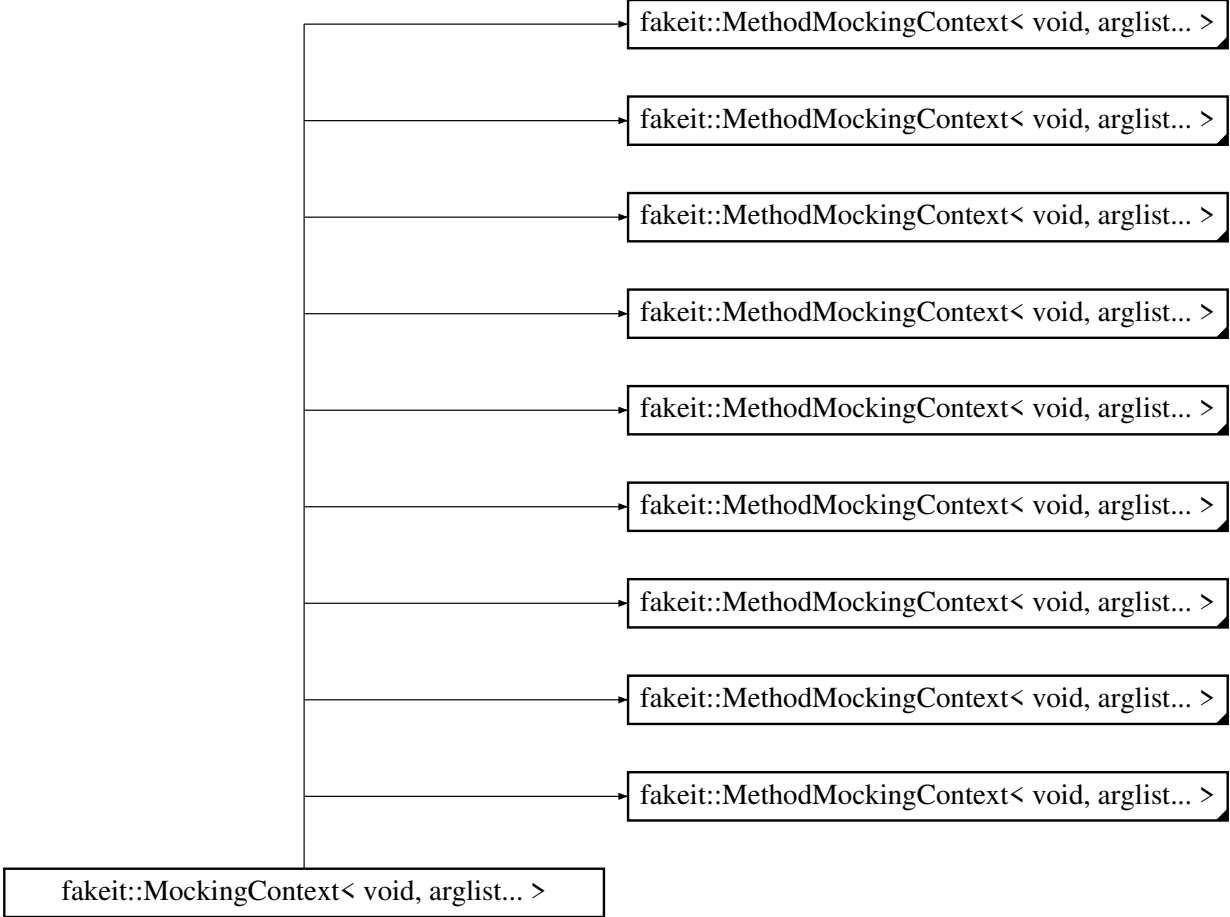 fakeit::MethodMockingContext< void, arglist... >
fakeit::MethodMockingContext< void, arglist... >
fakeit::MethodMockingContext< void, arglist... >
fakeit::MethodMockingContext< void, arglist... >
fakeit::MethodMockingContext< void, arglist... >
fakeit::MethodMockingContext< void, arglist... >
fakeit::MethodMockingContext< void, arglist... >
fakeit::MethodMockingContext< void, arglist... >
fakeit::MethodMockingContext< void, arglist... >
fakeit::MockingContext< void, arglist... >